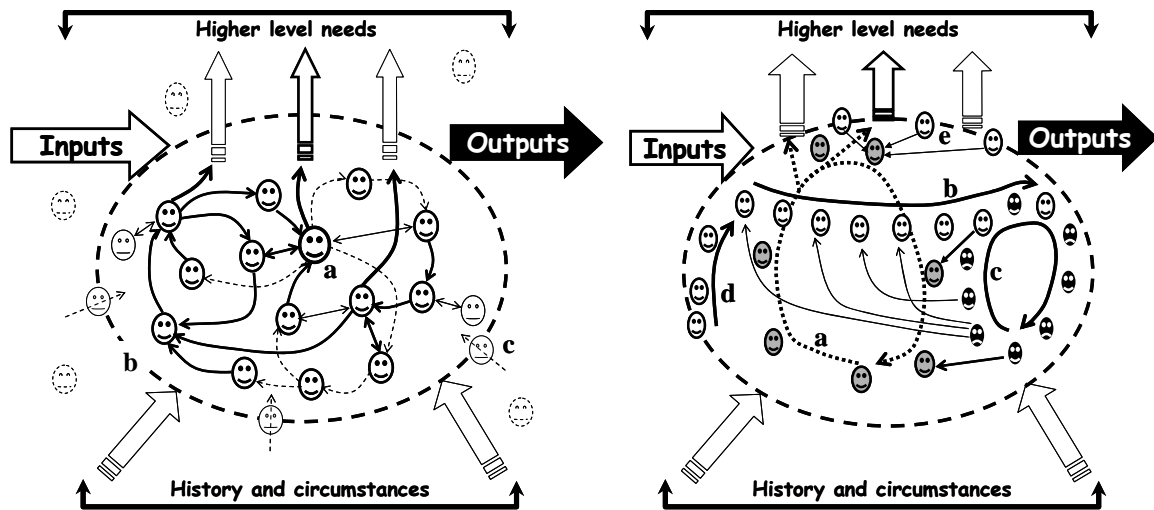 Higher level needs
Inputs
Outputs
a
b
c
History and circumstances
Higher level needs
Inputs
Outputs
e
b
c
d
a
History and circumstances